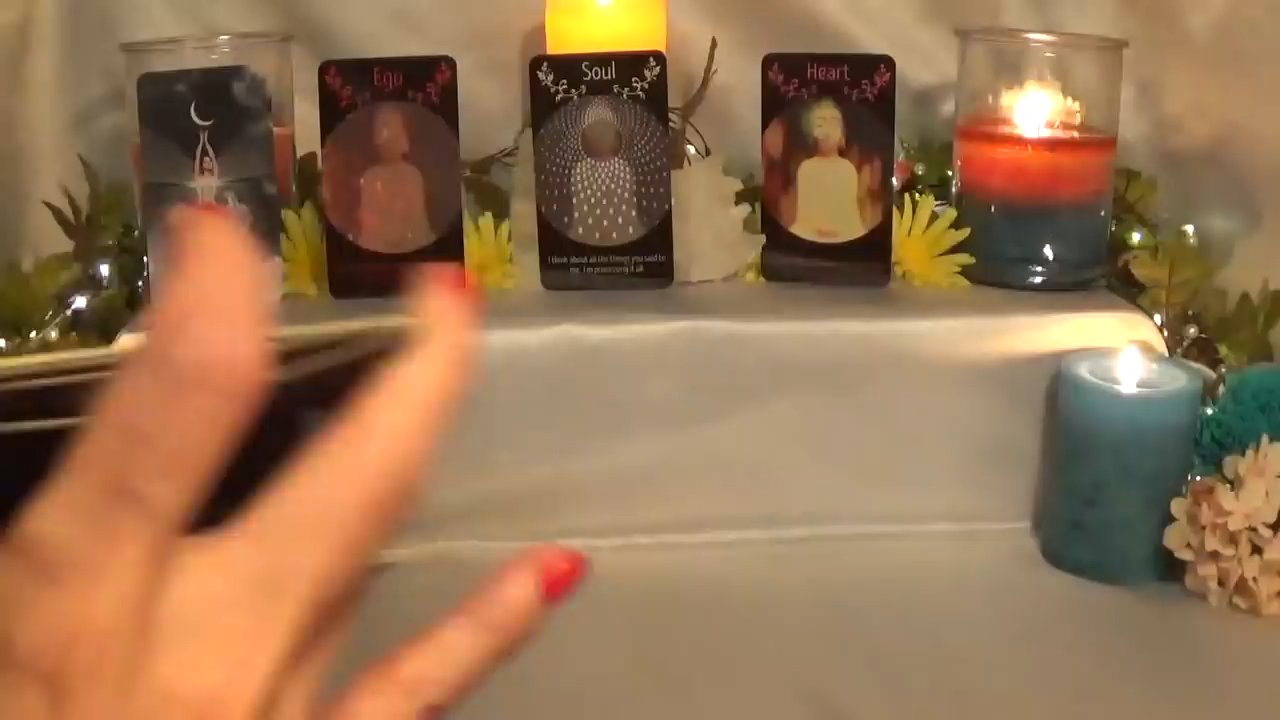 Ego
Soul
Heart
I think about all the things you said to
me. I'm processing it all.